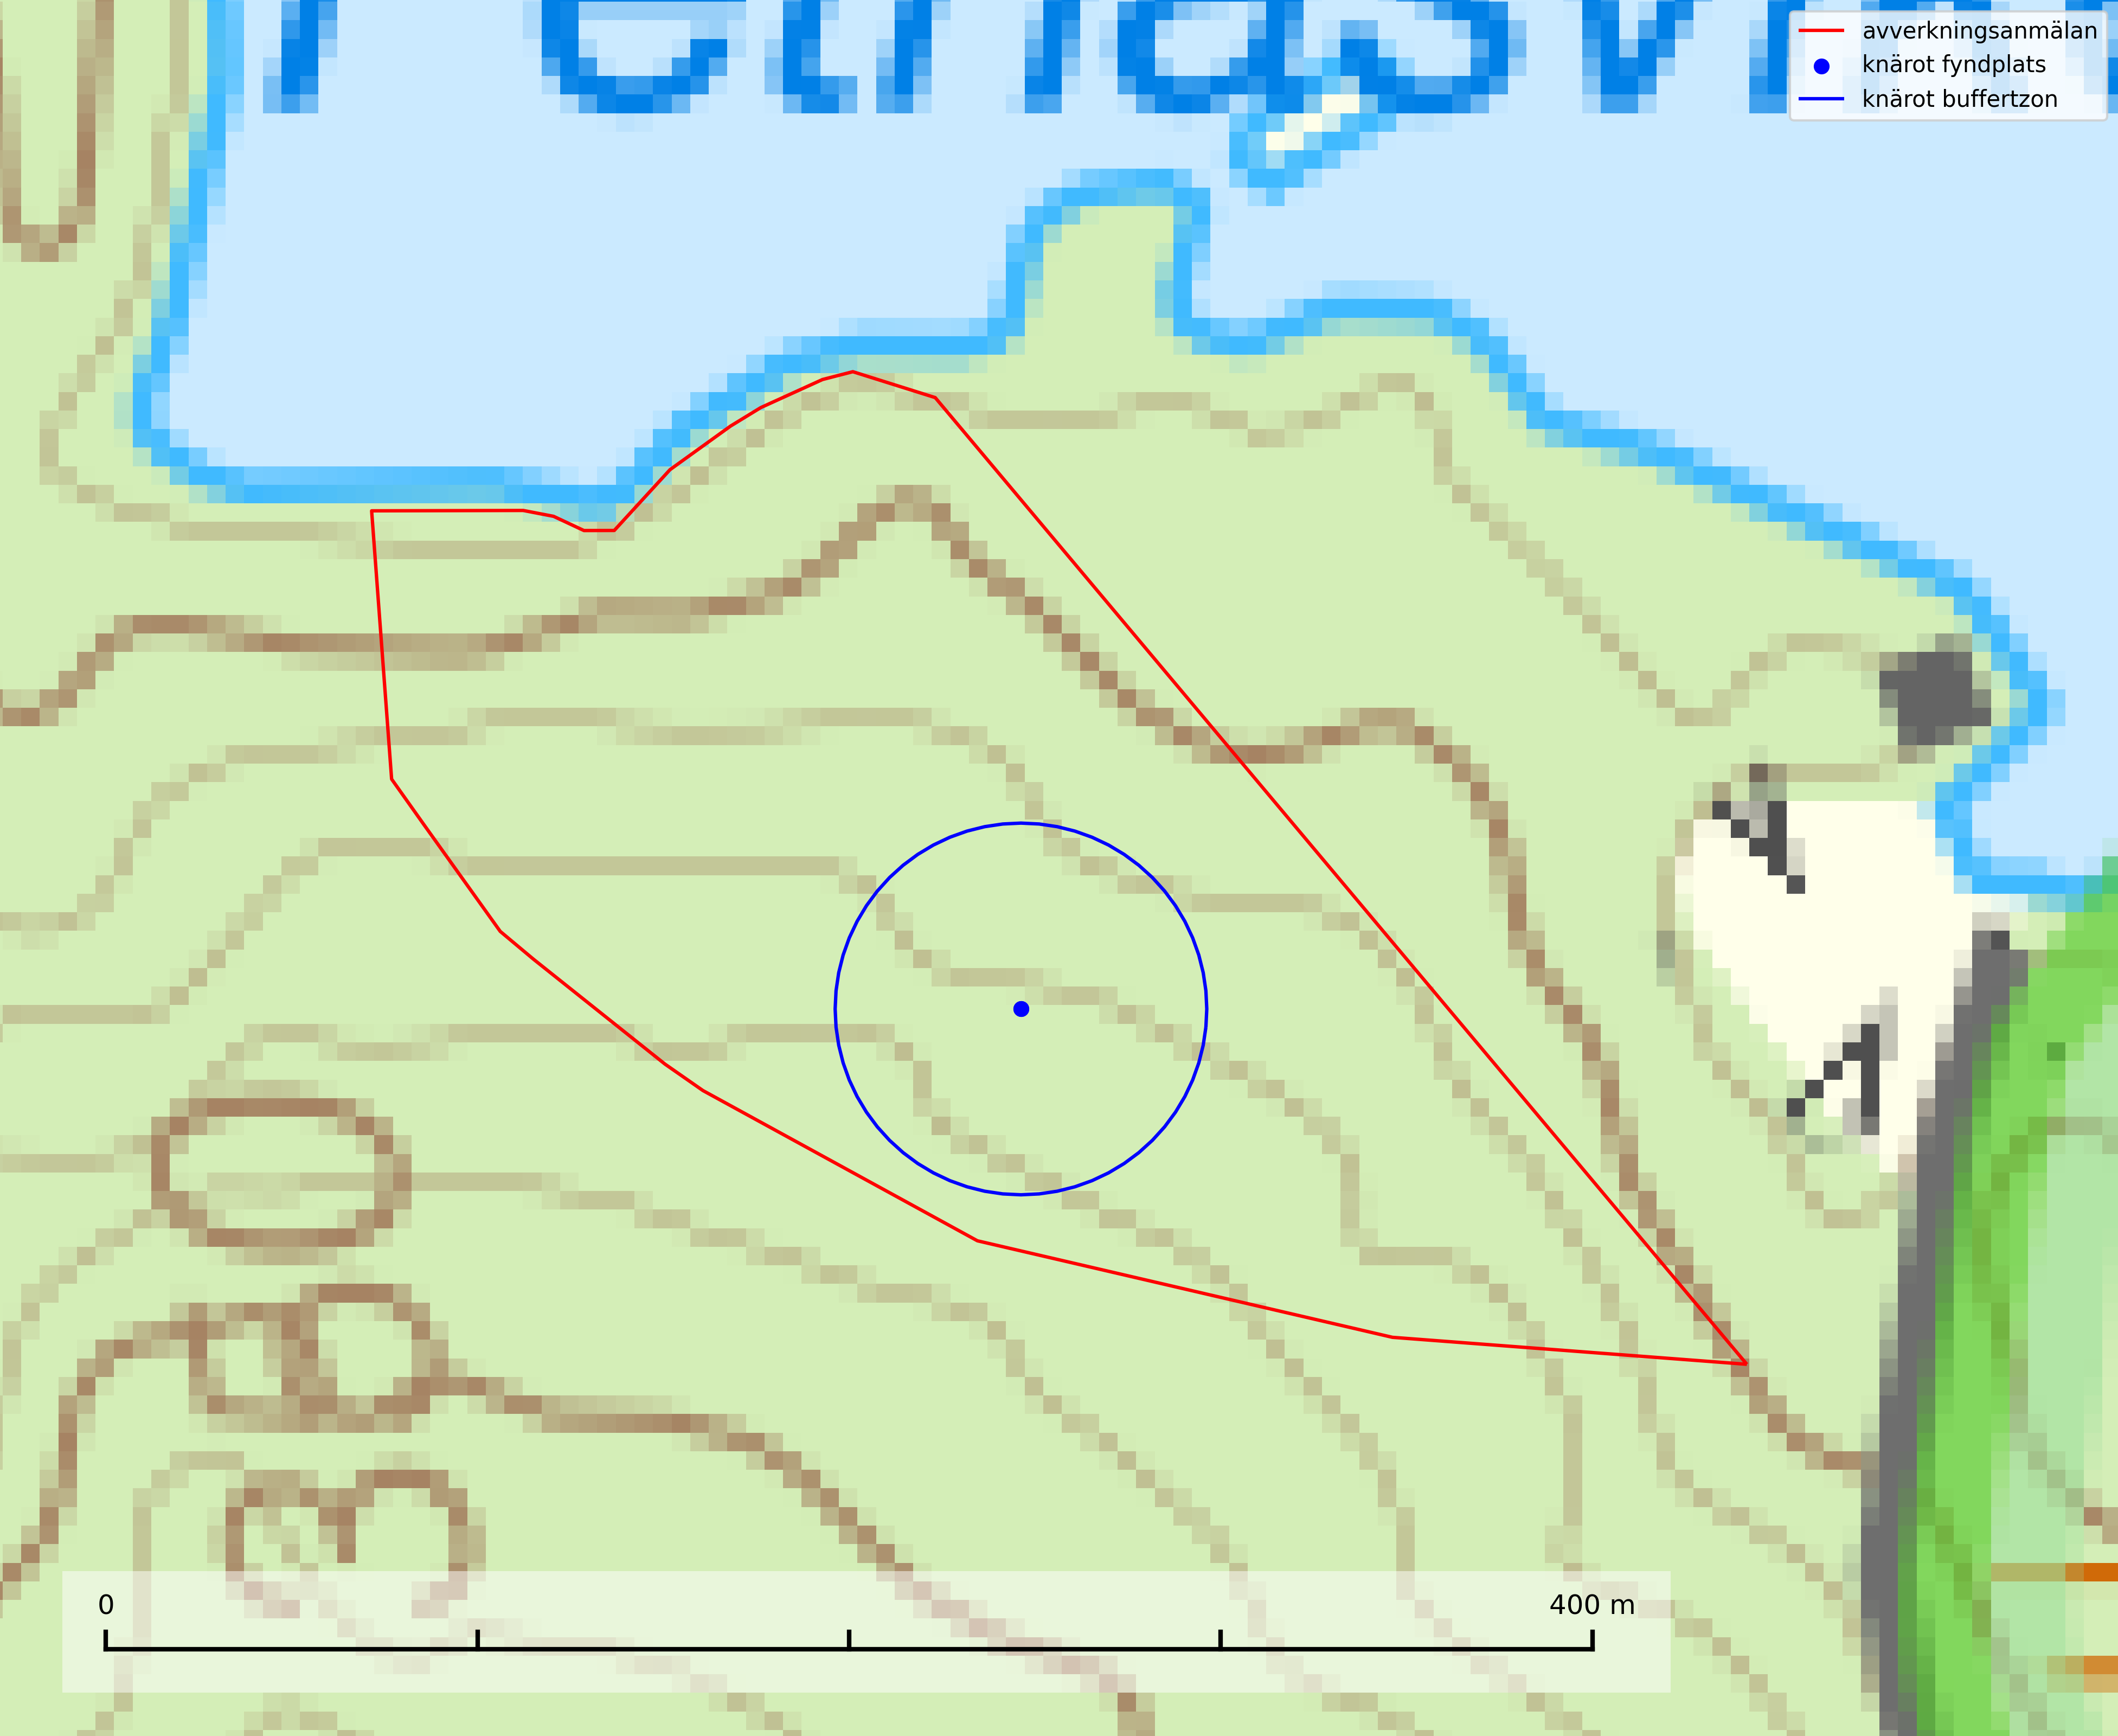 avverkningsanmälan
knärot fyndplats
knärot buffertzon
0
400 m